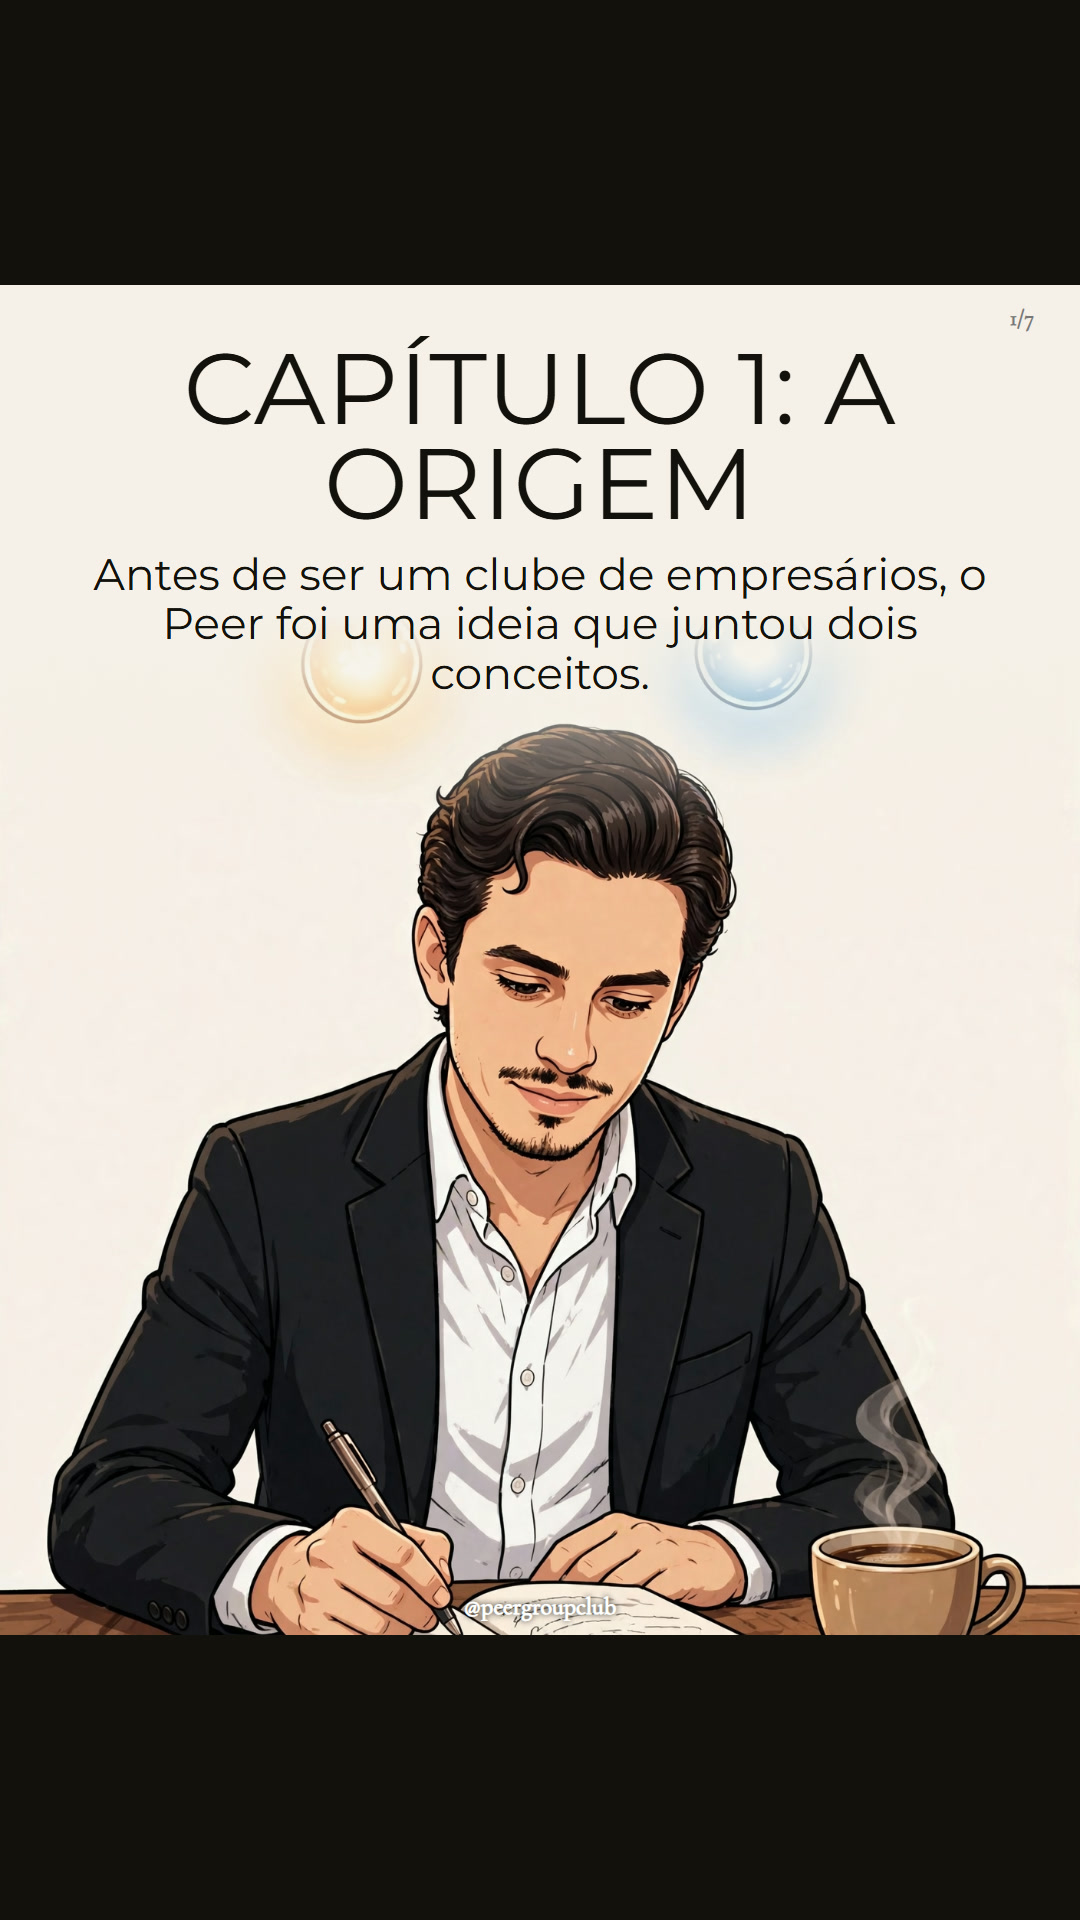 1/7
CAPÍTULO 1: A
ORIGEM
Antes de ser um clube de empresários, o
Peer foi uma ideia que juntou dois
conceitos.
@peergroupclub